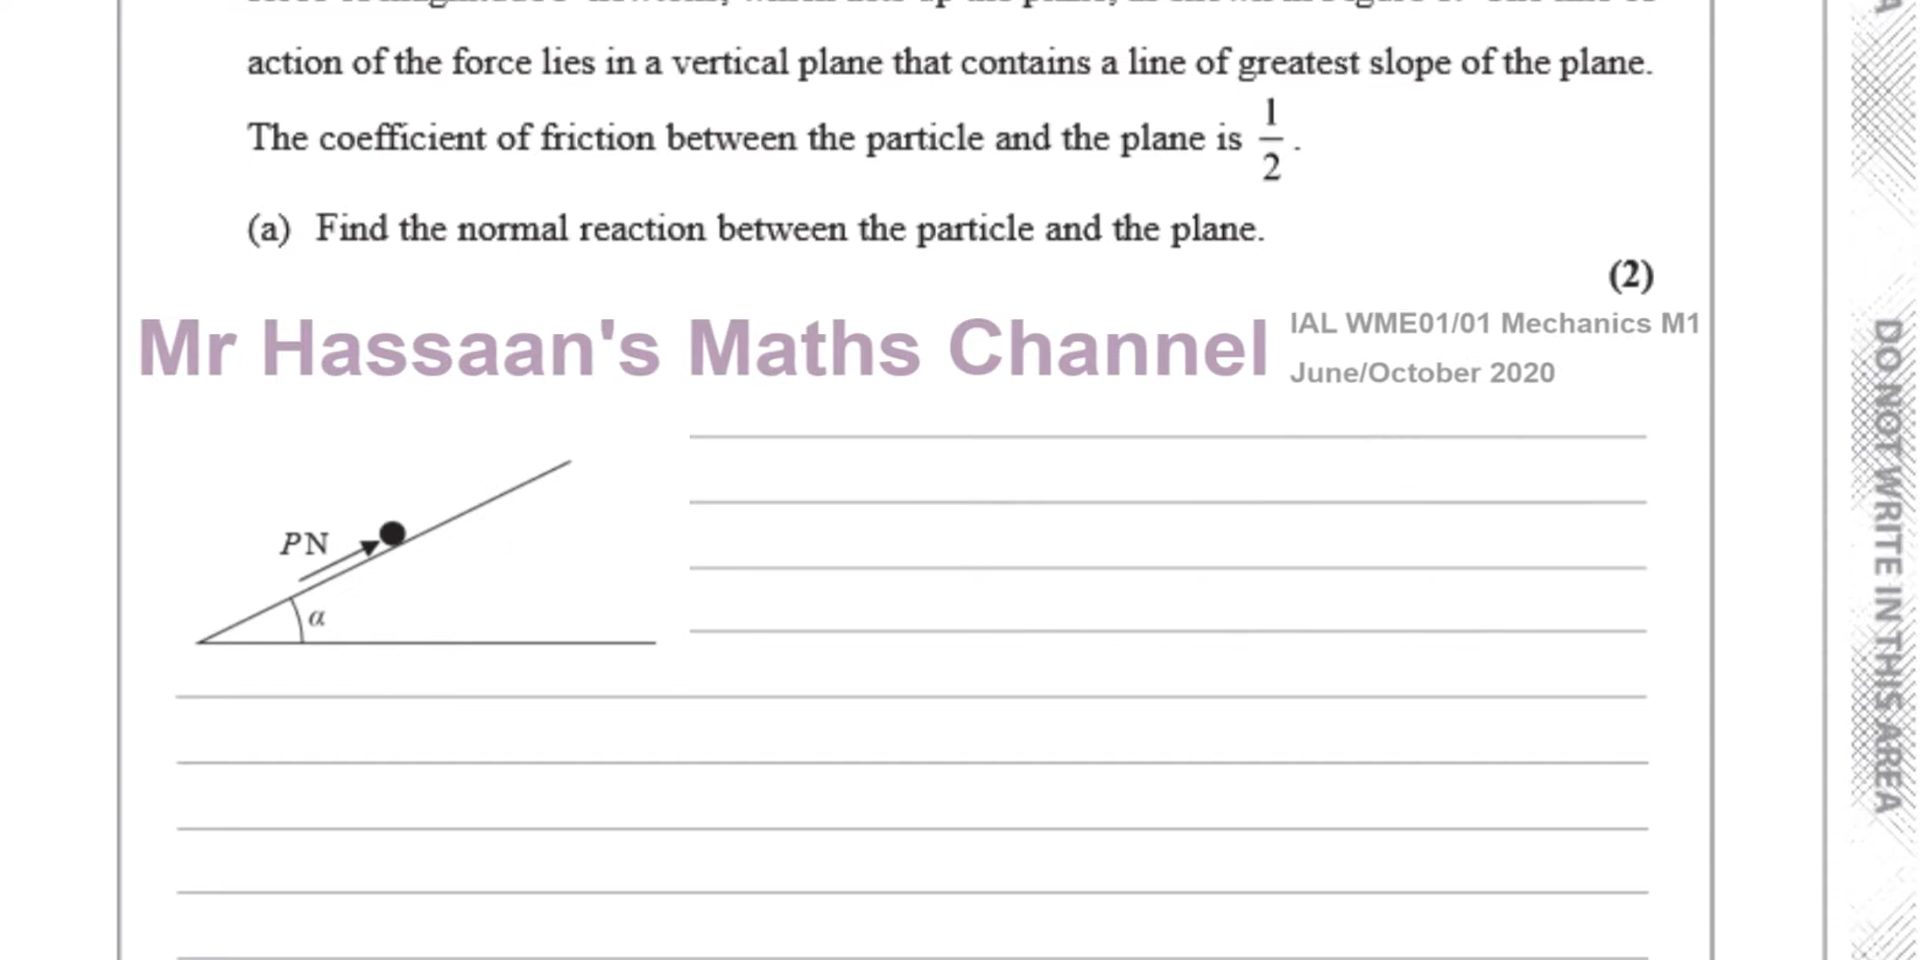 action of the force lies in a vertical plane that contains a line of greatest slope of the plane.
The coefficient of friction between the particle and the plane is 1/2.
(a) Find the normal reaction between the particle and the plane.
(2)
Mr Hassaan's Maths Channel
IAL WME01/01 Mechanics M1
June/October 2020
PN
α
DO NOT WRITE IN THIS AREA